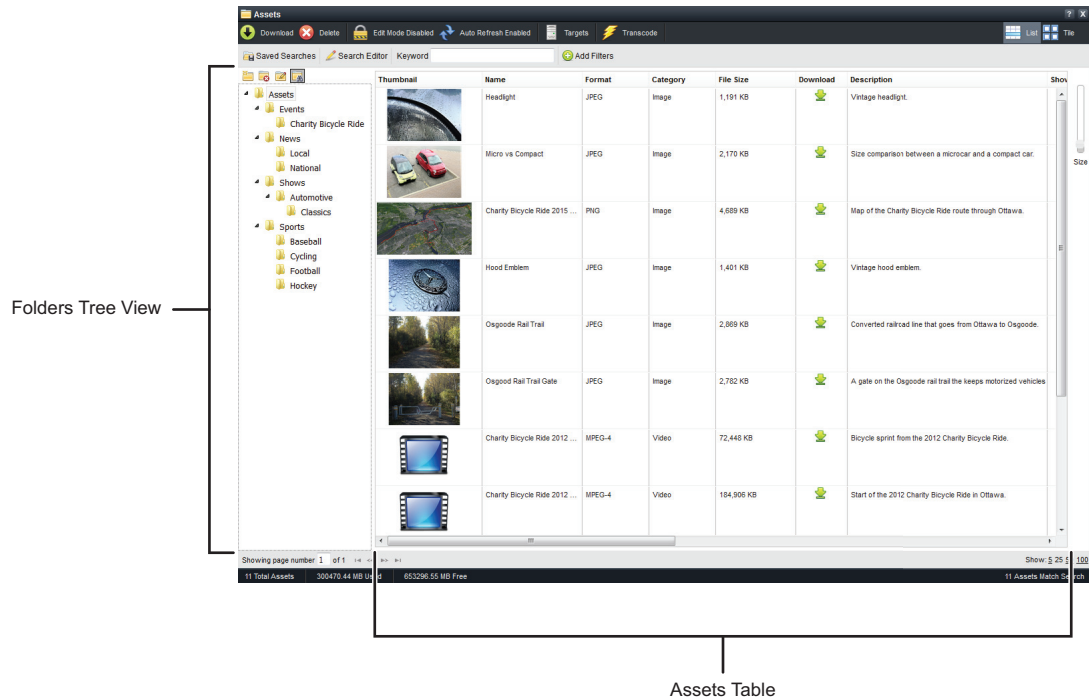 Assets ? X
Download Delete Edit Mode Disabled Auto Refresh Enabled Targets Transcode List Tile
Saved Searches Search Editor Keyword Add Filters
Thumbnail Name Format Category File Size Download Description Show
Assets
Events
Charity Bicycle Ride
News
Local
National
Shows
Automotive
Classics
Sports
Baseball
Cycling
Football
Hockey
Headlight JPEG Image 1,191 KB Vintage headlight.
Micro vs Compact JPEG Image 2,170 KB Size comparison between a microcar and a compact car.
Size
Charity Bicycle Ride 2015 ... PNG Image 4,689 KB Map of the Charity Bicycle Ride route through Ottawa.
Hood Emblem JPEG Image 1,401 KB Vintage hood emblem.
Folders Tree View
Osgoode Rail Trail JPEG Image 2,869 KB Converted railroad line that goes from Ottawa to Osgoode.
Osgood Rail Trail Gate JPEG Image 2,782 KB A gate on the Osgoode rail trail the keeps motorized vehicles
Charity Bicycle Ride 2012 ... MPEG-4 Video 72,448 KB Bicycle sprint from the 2012 Charity Bicycle Ride.
Charity Bicycle Ride 2012 ... MPEG-4 Video 184,906 KB Start of the 2012 Charity Bicycle Ride in Ottawa.
Showing page number 1 of 1 Show: 5 25 100
11 Total Assets 300470.44 MB Used 653296.55 MB Free 11 Assets Match Search
Assets Table